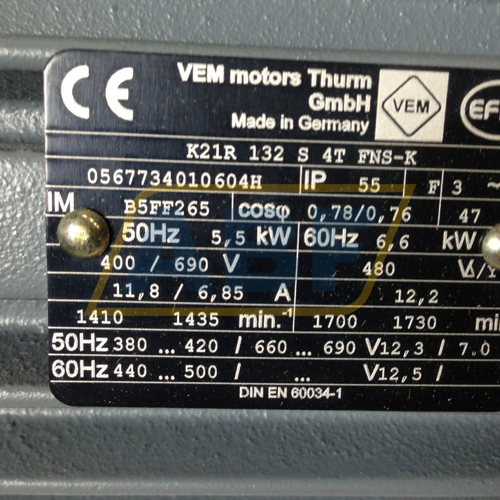 CE VEM motors Thurm
GmbH VEM
Made in Germany
K21R 132 S 4T FNS-K
0567734010604H IP 55 F 3 ~
IM B5FF265 cosφ 0,78/0,76 47
50Hz 5,5 kW 60Hz 6,6 kW
400 / 690 V 480
11,8 / 6,85 A 12,2
1410 1435 min.-1 1700 1730
50Hz 380 ... 420 / 660 ... 690 V 12,3 / 7.0
60Hz 440 ... 500 / ... V 12,5 /
DIN EN 60034-1